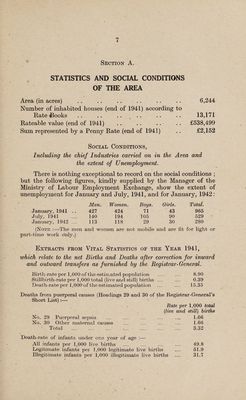 7
SECTION A.
STATISTICS AND SOCIAL CONDITIONS
OF THE AREA
Area (in acres) .. .. .. .. .. 6,244
Number of inhabited houses (end of 1941) according to
Rate Books .. .. .. .. .. 13,171
Rateable value (end of 1941) .. .. .. £538,499
Sum represented by a Penny Rate (end of 1941) .. £2,152
SOCIAL CONDITIONS,
Including the chief Industries carried on in the Area and
the extent of Unemployment.
There is nothing exceptional to record on the social conditions ;
but the following figures, kindly supplied by the Manager of the
Ministry of Labour Employment Exchange, show the extent of
unemployment for January and July, 1941, and for January, 1942:
Men. Women. Boys. Girls. Total.
January, 1941 .. 427 424 71 43 965
July, 1941 140 194 105 90 529
January, 1942 113 118 21 30 280
(NOTE :—The men and women are not mobile and are fit for light or
part-time work only.)
EXTRACTS FROM VITAL STATISTICS OF THE YEAR 1941,
which relate to the net Births and Deaths after correction for inward
and outward transfers as furnished by the Registrar-General.
Birth-rate per 1,000 of the estimated population 8.90
Stillbirth-rate per 1,000 total (live and still) births 0.39
Death-rate per 1,000 of the estimated population 15.35
Deaths from puerperal causes (Headings 29 and 30 of the Registrar-General's
Short List) :—
Rate per 1,000 total
(live and still) births
No. 29 Puerperal sepsis 1.66
No. 30 Other maternal causes 1.66
Total 3.32
Death-rate of infants under one year of age :—
All infants per 1,000 live births 49.8
Legitimate infants per 1,000 legitimate live births 51.0
Illegitimate infants per 1,000 illegitimate live births 31.7